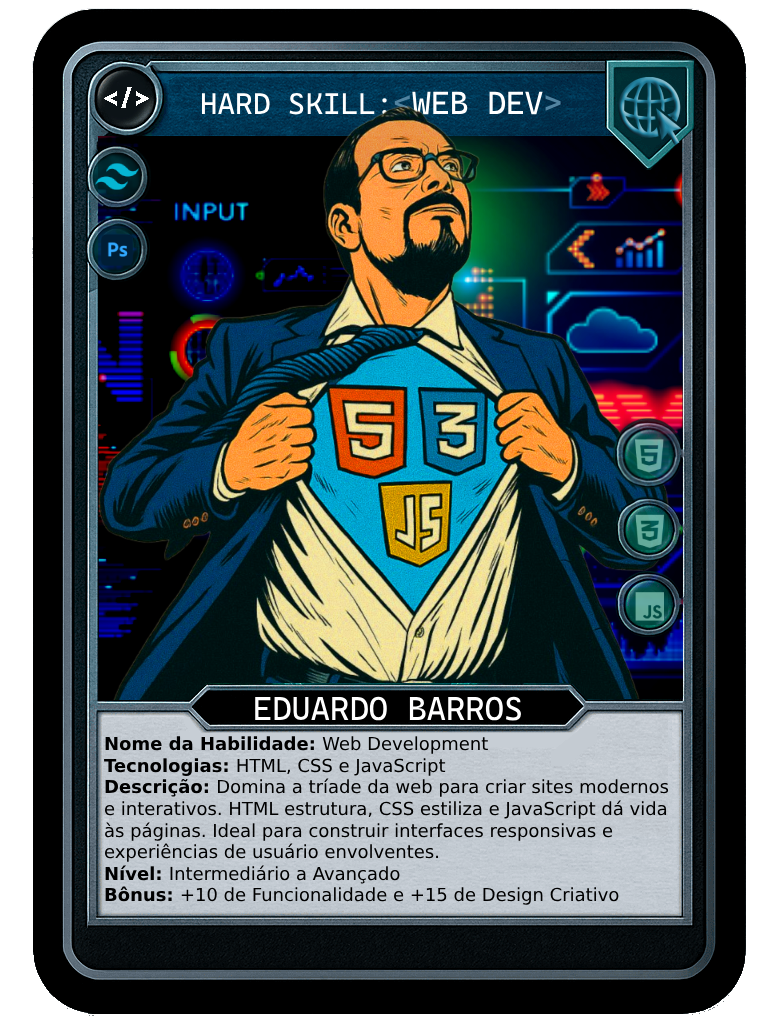 </>
HARD SKILL:<WEB DEV>
Ps
INPUT
5
3
JS
5
3
JS
EDUARDO BARROS
Nome da Habilidade: Web Development
Tecnologias: HTML, CSS e JavaScript
Descrição: Domina a tríade da web para criar sites modernos
e interativos. HTML estrutura, CSS estiliza e JavaScript dá vida
às páginas. Ideal para construir interfaces responsivas e
experiências de usuário envolventes.
Nível: Intermediário a Avançado
Bônus: +10 de Funcionalidade e +15 de Design Criativo